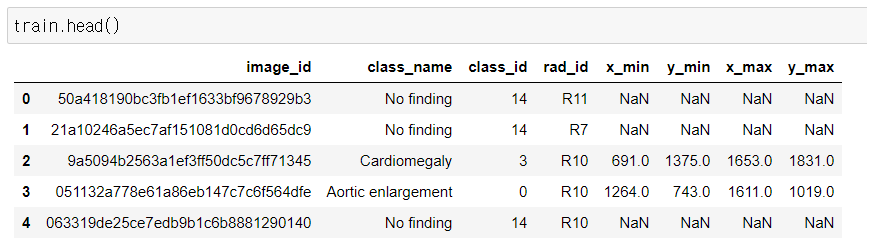 train.head()
image_id class_name class_id rad_id x_min y_min x_max y_max
0 50a418190bc3fb1ef1633bf9678929b3 No finding 14 R11 NaN NaN NaN NaN
1 21a10246a5ec7af151081d0cd6d65dc9 No finding 14 R7 NaN NaN NaN NaN
2 9a5094b2563a1ef3ff50dc5c7ff71345 Cardiomegaly 3 R10 691.0 1375.0 1653.0 1831.0
3 051132a778e61a86eb147c7c6f564dfe Aortic enlargement 0 R10 1264.0 743.0 1611.0 1019.0
4 063319de25ce7edb9b1c6b8881290140 No finding 14 R10 NaN NaN NaN NaN